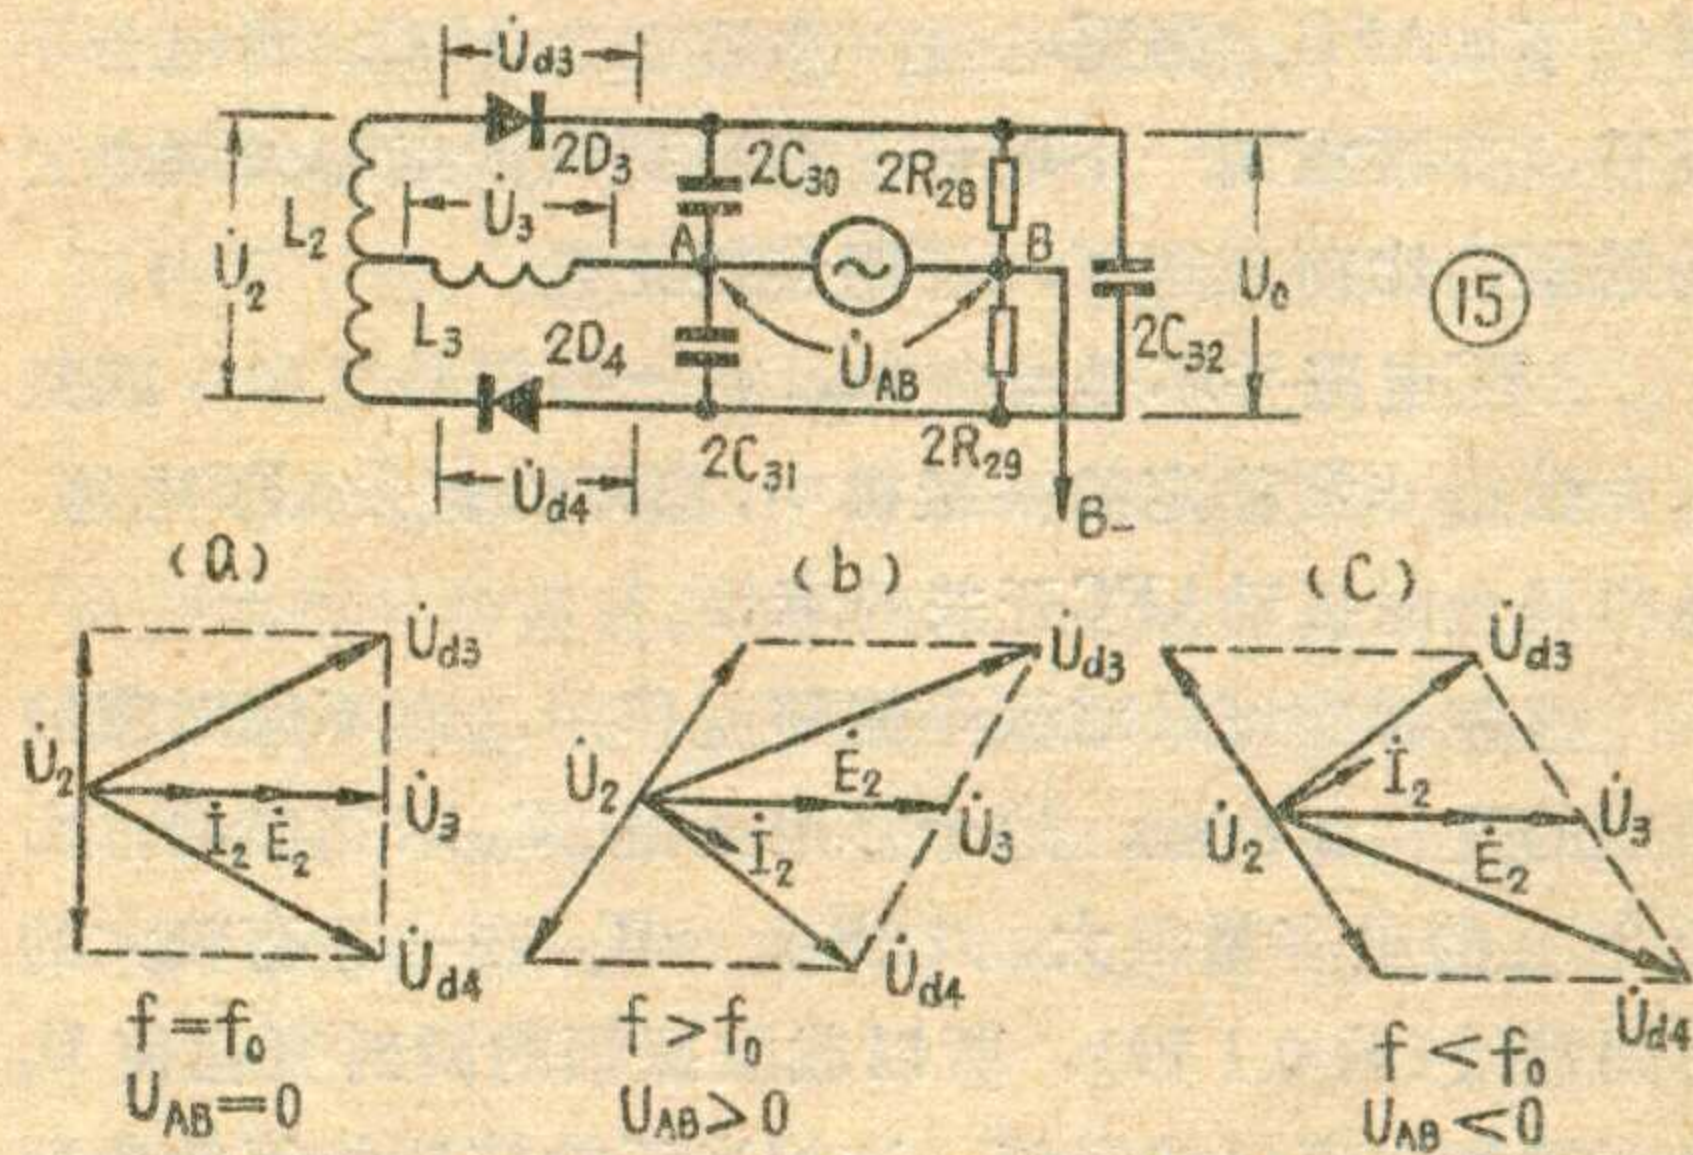 U̇d3
2D3
2C30
2R28
U̇3
L2
U̇2
A
B
U0
15
L3
2D4
U̇AB
2C32
2C31
2R29
U̇d4
B-
(a)
(b)
(C)
U̇d3
U̇2
İ2 Ė2
U̇3
U̇d4
f=f0
UAB=0
U̇d3
U̇2
Ė2
U̇3
İ2
U̇d4
f>f0
UAB>0
U̇d3
İ2
U̇2
U̇3
Ė2
U̇d4
f<f0
UAB<0